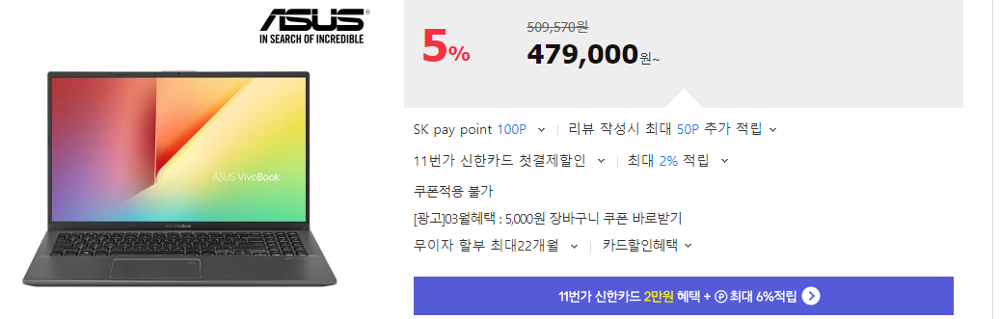 ASUS
IN SEARCH OF INCREDIBLE
ASUS VivoBook
5%
509,570원
479,000원~
SK pay point 100P
리뷰 작성시 최대 50P 추가 적립
11번가 신한카드 첫결제할인
최대 2% 적립
쿠폰적용 불가
[광고]03월혜택 : 5,000원 장바구니 쿠폰 바로받기
무이자 할부 최대22개월
카드할인혜택
11번가 신한카드 2만원 혜택 + ⓟ 최대 6%적립